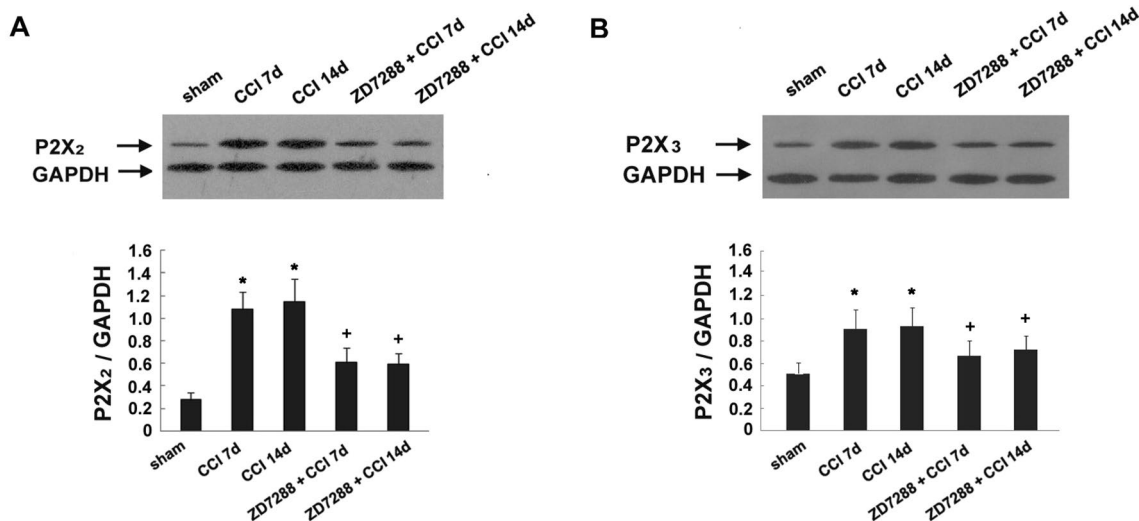 A
sham
CCI 7d
CCI 14d
ZD7288 + CCI 7d
ZD7288 + CCI 14d
P2X₂
GAPDH
P2X₂ / GAPDH
1.6
1.4
1.2
1.0
0.8
0.6
0.4
0.2
0
*
*
+
+
sham
CCI 7d
CCI 14d
ZD7288 + CCI 7d
ZD7288 + CCI 14d
B
sham
CCI 7d
CCI 14d
ZD7288 + CCI 7d
ZD7288 + CCI 14d
P2X₃
GAPDH
P2X₃ / GAPDH
1.6
1.4
1.2
1.0
0.8
0.6
0.4
0.2
0
*
*
+
+
sham
CCI 7d
CCI 14d
ZD7288 + CCI 7d
ZD7288 + CCI 14d